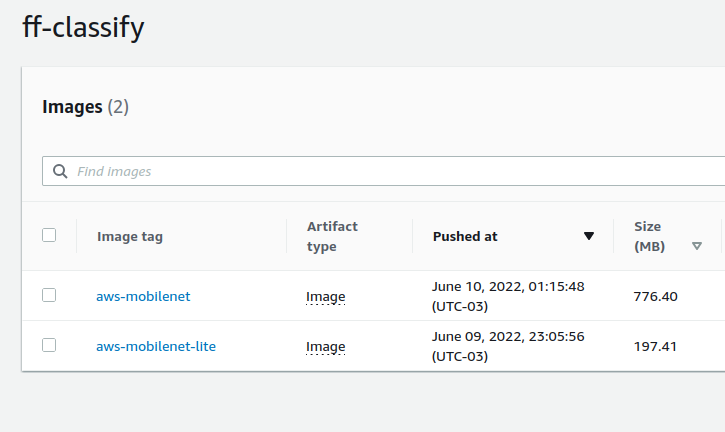 ff-classify
Images (2)
Find images
Image tag
Artifact type
Pushed at
Size (MB)
aws-mobilenet
Image
June 10, 2022, 01:15:48 (UTC-03)
776.40
aws-mobilenet-lite
Image
June 09, 2022, 23:05:56 (UTC-03)
197.41